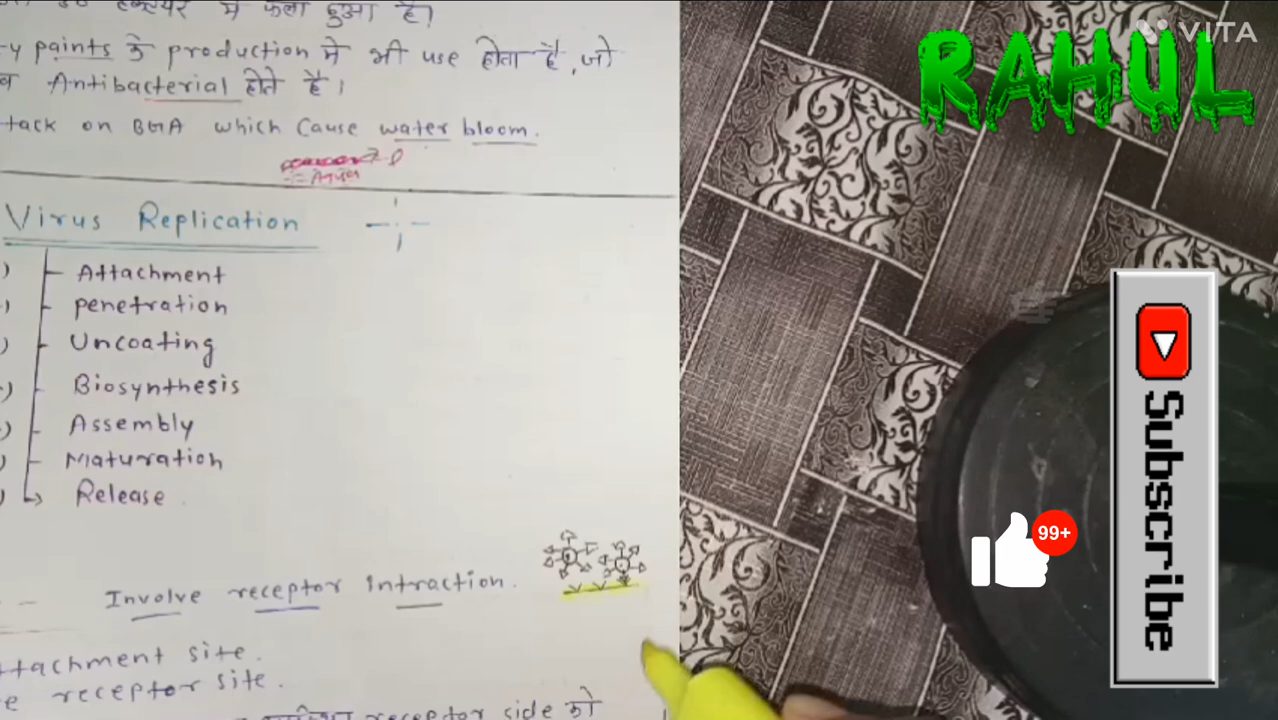 में फैला हुआ है।
y paints के production में भी use होता है, जो
Antibacterial होते है।
tack on BGA which Cause water bloom.
Virus Replication
Attachment
penetration
Uncoating
Biosynthesis
Assembly
Maturation
Release
Involve receptor intraction.
ttachment site.
e receptor site.
receptor side को
VITA
RAHUL
Subscribe
99+